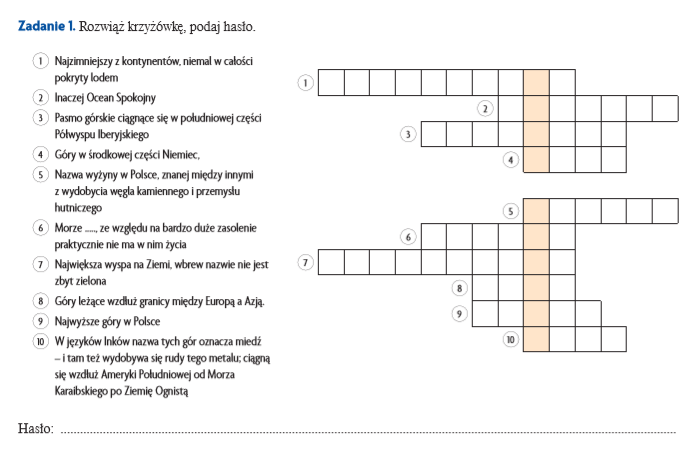 Zadanie 1. Rozwiąż krzyżówkę, podaj hasło.
1 Najzimniejszy z kontynentów, niemal w całości
pokryty lodem
2 Inaczej Ocean Spokojny
3 Pasmo górskie ciągnące się w południowej części
Półwyspu Iberyjskiego
4 Góry w środkowej części Niemiec,
5 Nazwa wyżyny w Polsce, znanej między innymi
z wydobycia węgla kamiennego i przemysłu
hutniczego
6 Morze ....., ze względu na bardzo duże zasolenie
praktycznie nie ma w nim życia
7 Największa wyspa na Ziemi, wbrew nazwie nie jest
zbyt zielona
8 Góry leżące wzdłuż granicy między Europą a Azją.
9 Najwyższe góry w Polsce
10 W języków Inków nazwa tych gór oznacza miedź
– i tam też wydobywa się rudy tego metalu; ciągną
się wzdłuż Ameryki Południowej od Morza
Karaibskiego po Ziemię Ognistą
1
2
3
4
5
6
7
8
9
10
Hasło: